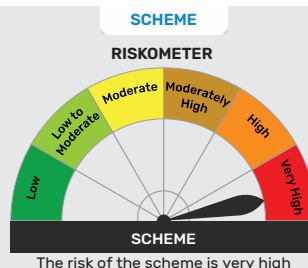 SCHEME
RISKOMETER
Low
Low to
Moderate
Moderate
Moderately
High
High
Very High
SCHEME
The risk of the scheme is very high